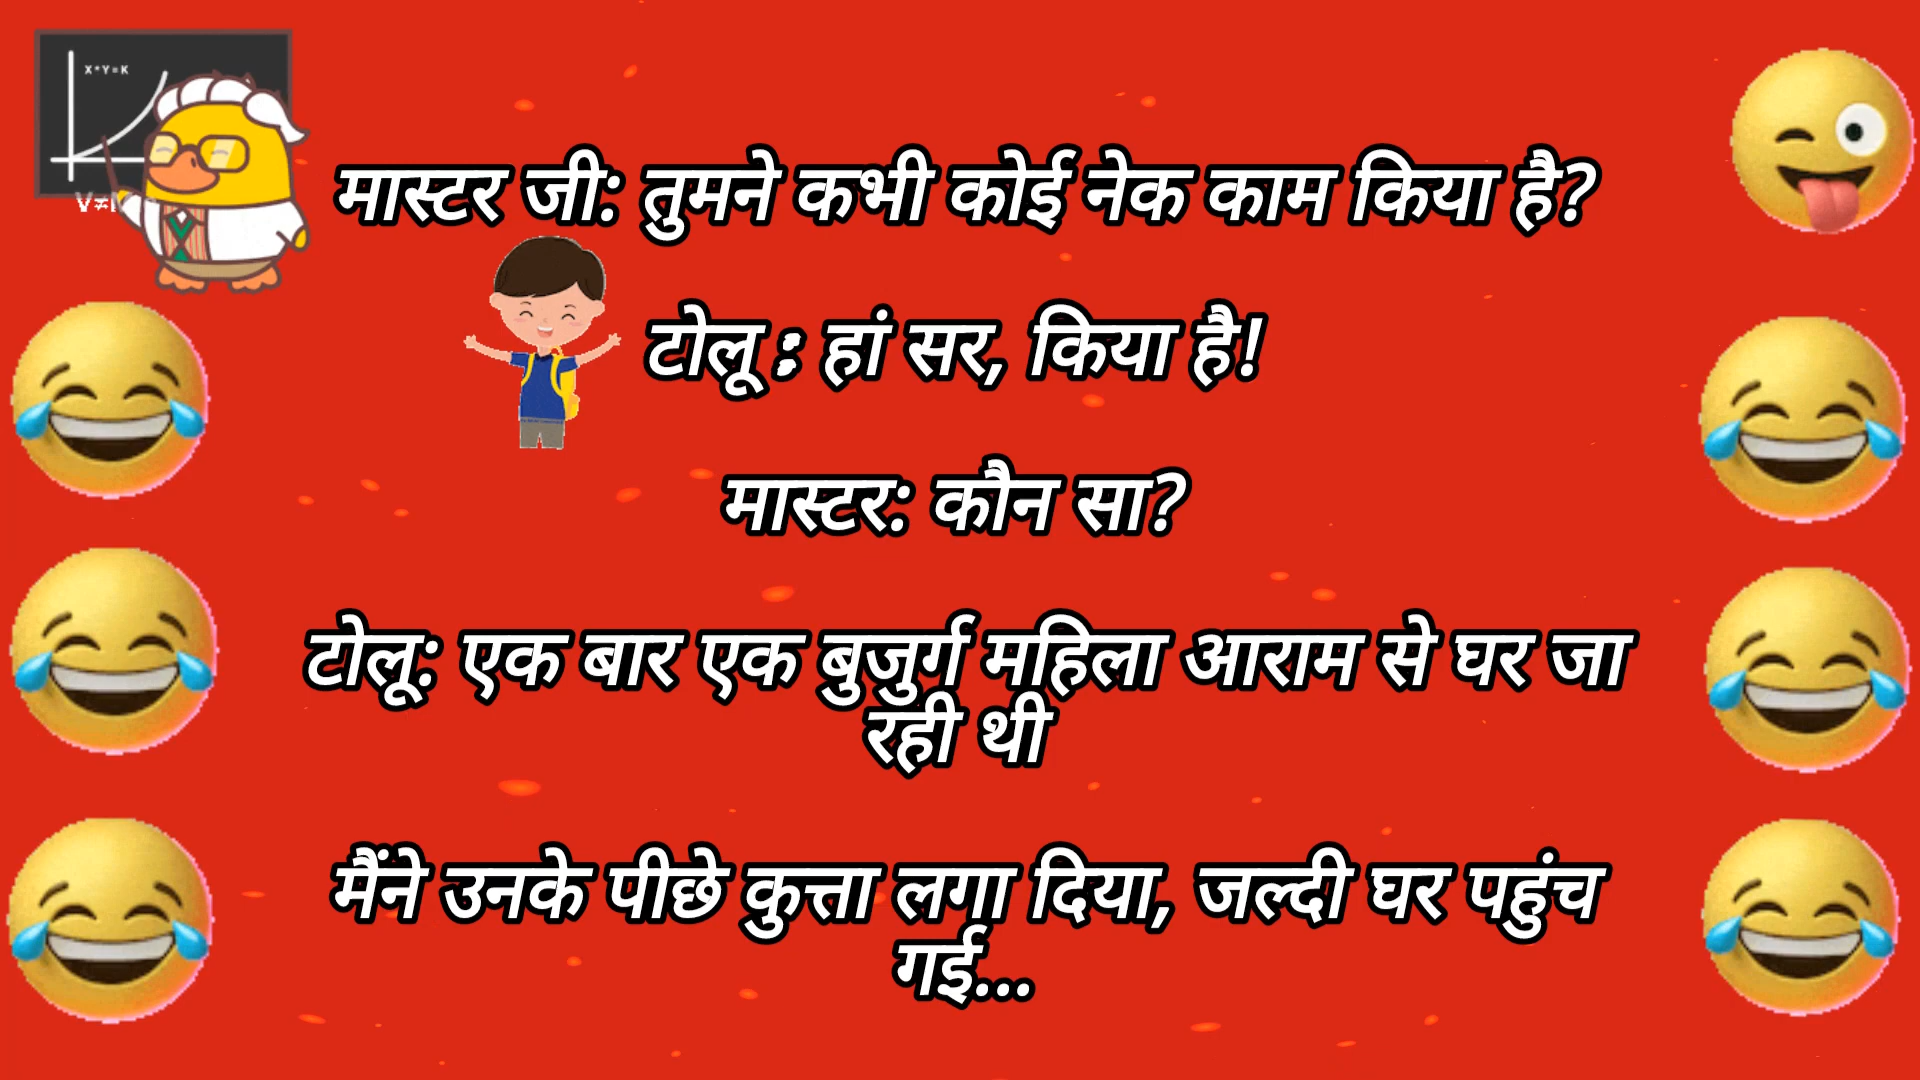 X*Y=K
मास्टर जी: तुमने कभी कोई नेक काम किया है?
टोलू : हां सर, किया है!
मास्टर: कौन सा?
टोलू: एक बार एक बुजुर्ग महिला आराम से घर जा
रही थी
मैंने उनके पीछे कुत्ता लगा दिया, जल्दी घर पहुंच
गई...